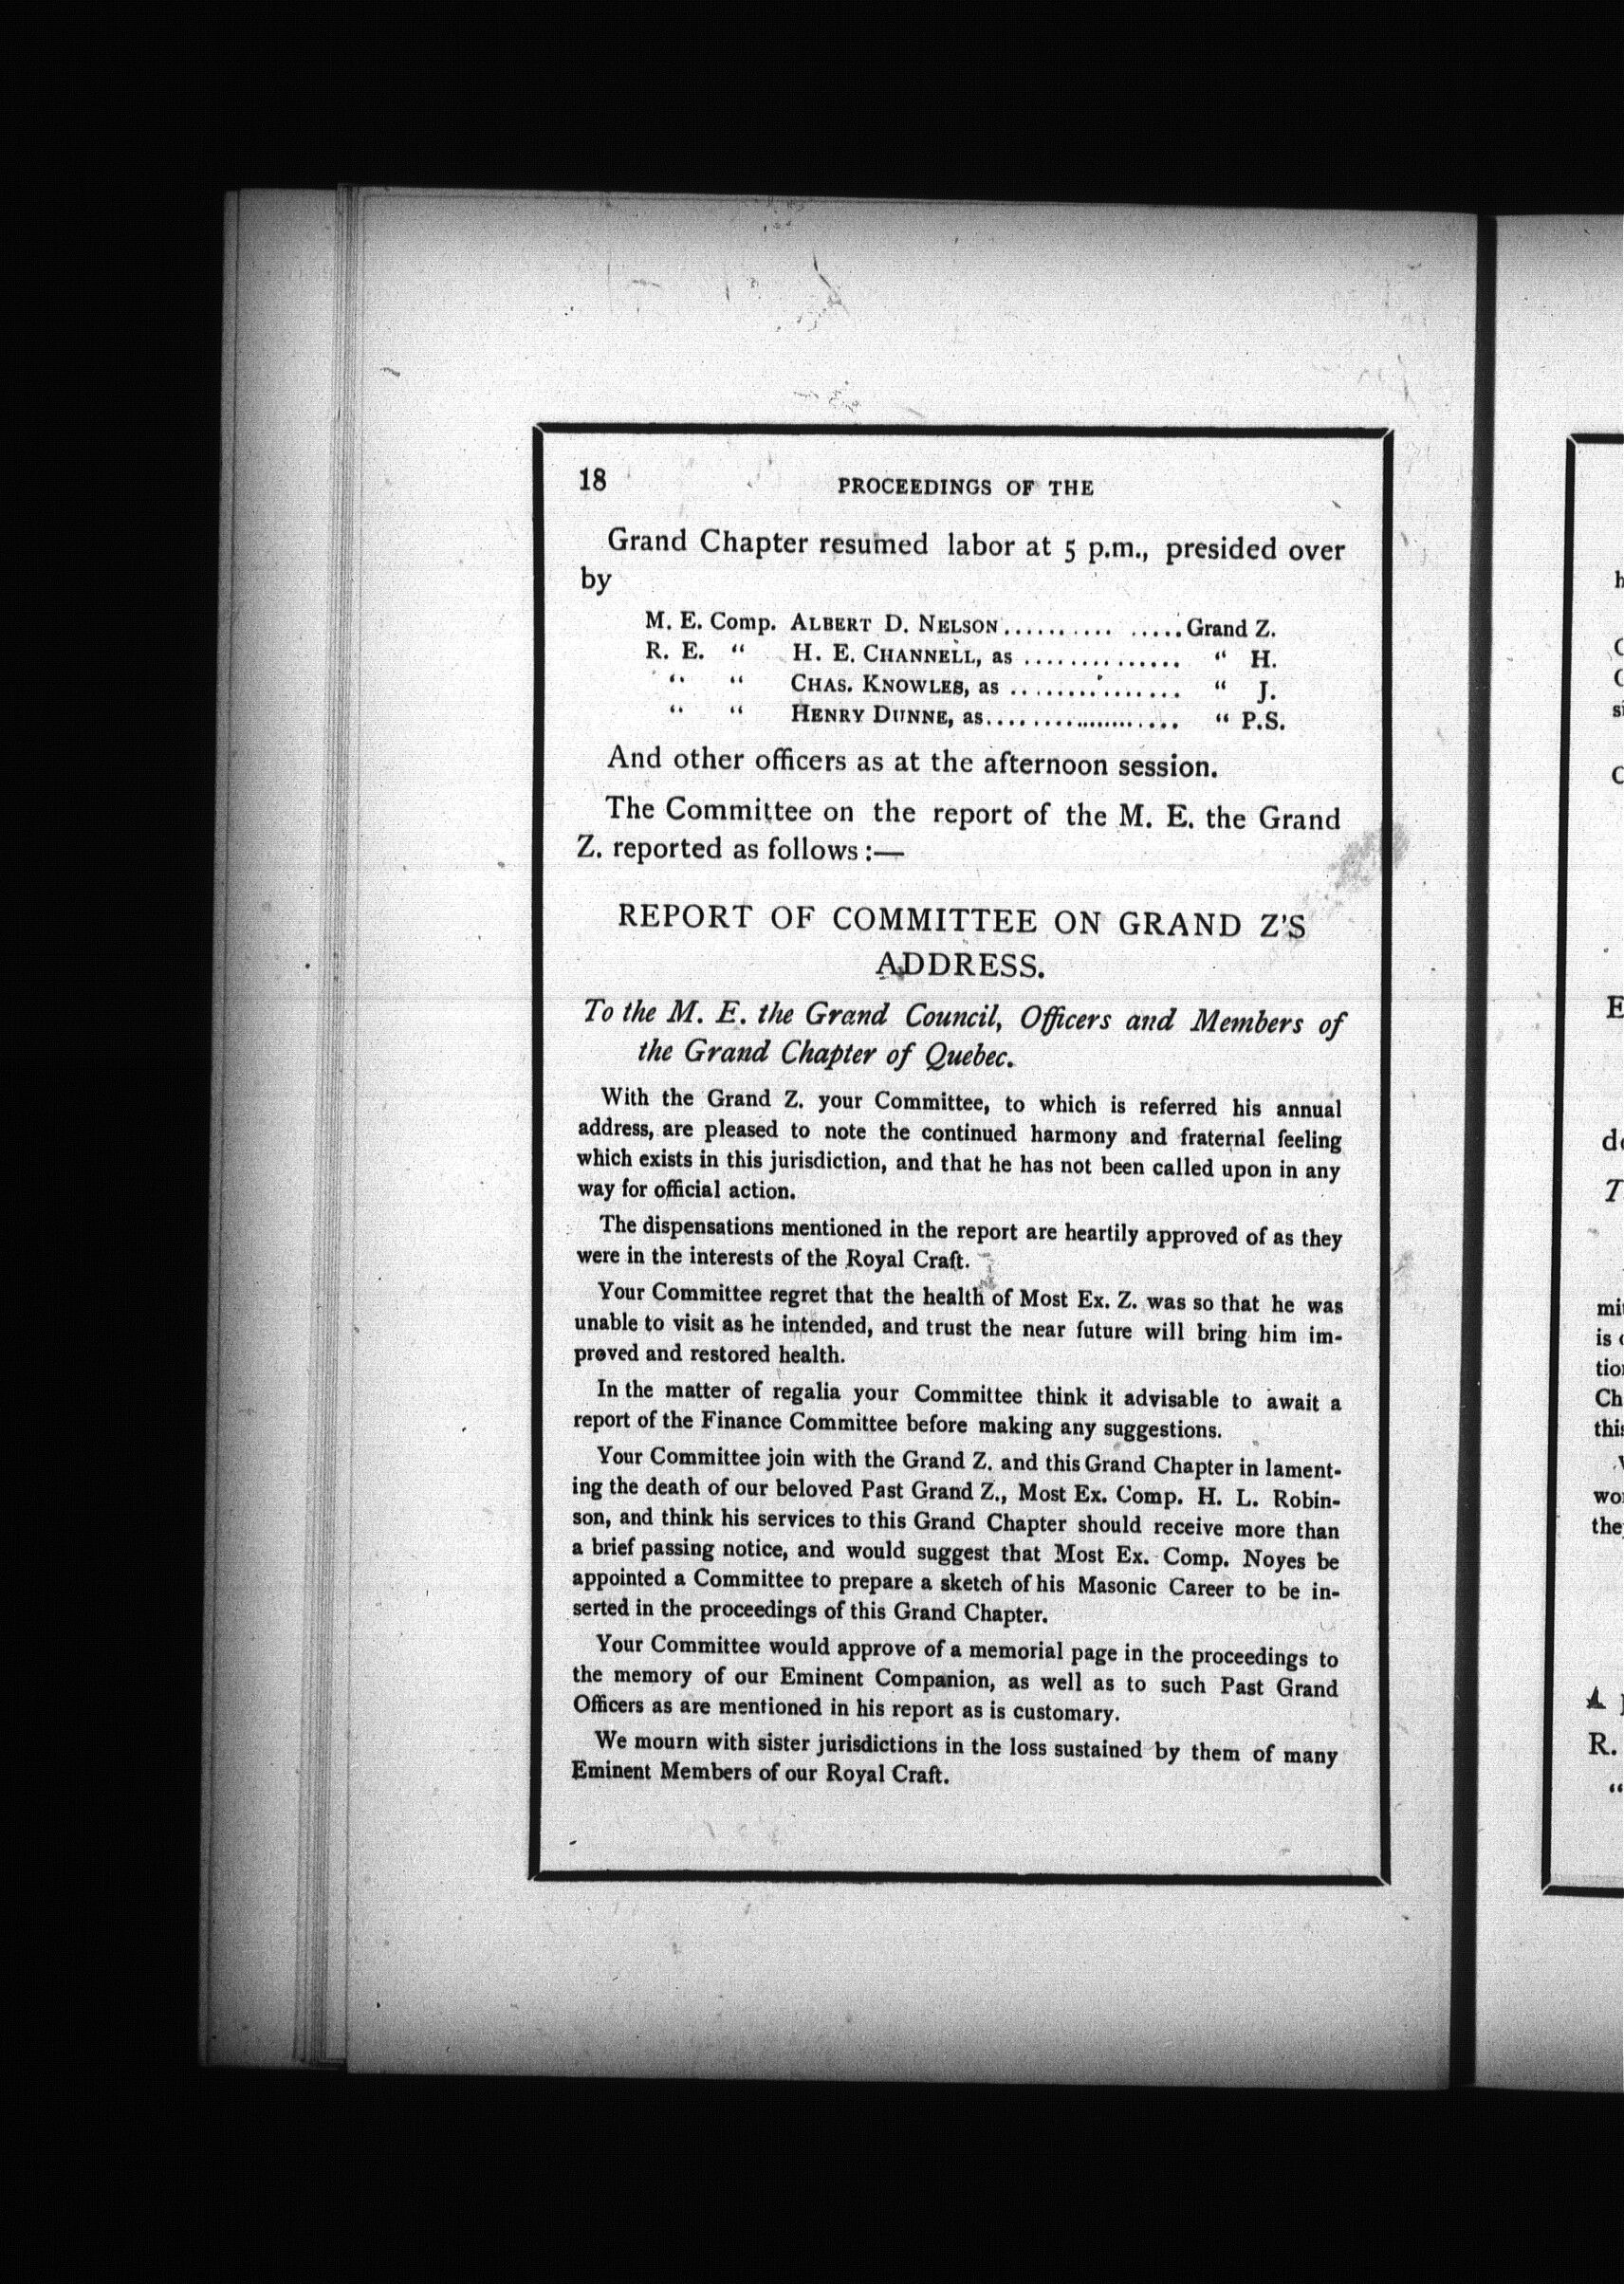 18 PROCEEDINGS OF THE
Grand Chapter resumed labor at 5 p.m., presided over
by
M. E. Comp. ALBERT D. NELSON.......... .....Grand Z.
R. E. “ H. E. CHANNELL, as .............. “ H.
“ “ CHAS. KNOWLES, as ............... “ J.
“ “ HENRY DUNNE, as.................... “ P.S.
And other officers as at the afternoon session.
The Committee on the report of the M. E. the Grand
Z. reported as follows :—
REPORT OF COMMITTEE ON GRAND Z'S
ADDRESS.
To the M. E. the Grand Council, Officers and Members of
the Grand Chapter of Quebec.
With the Grand Z. your Committee, to which is referred his annual
address, are pleased to note the continued harmony and fraternal feeling
which exists in this jurisdiction, and that he has not been called upon in any
way for official action.
The dispensations mentioned in the report are heartily approved of as they
were in the interests of the Royal Craft.
Your Committee regret that the health of Most Ex. Z. was so that he was
unable to visit as he intended, and trust the near future will bring him im-
proved and restored health.
In the matter of regalia your Committee think it advisable to await a
report of the Finance Committee before making any suggestions.
Your Committee join with the Grand Z. and this Grand Chapter in lament-
ing the death of our beloved Past Grand Z., Most Ex. Comp. H. L. Robin-
son, and think his services to this Grand Chapter should receive more than
a brief passing notice, and would suggest that Most Ex. Comp. Noyes be
appointed a Committee to prepare a sketch of his Masonic Career to be in-
serted in the proceedings of this Grand Chapter.
Your Committee would approve of a memorial page in the proceedings to
the memory of our Eminent Companion, as well as to such Past Grand
Officers as are mentioned in his report as is customary.
We mourn with sister jurisdictions in the loss sustained by them of many
Eminent Members of our Royal Craft.